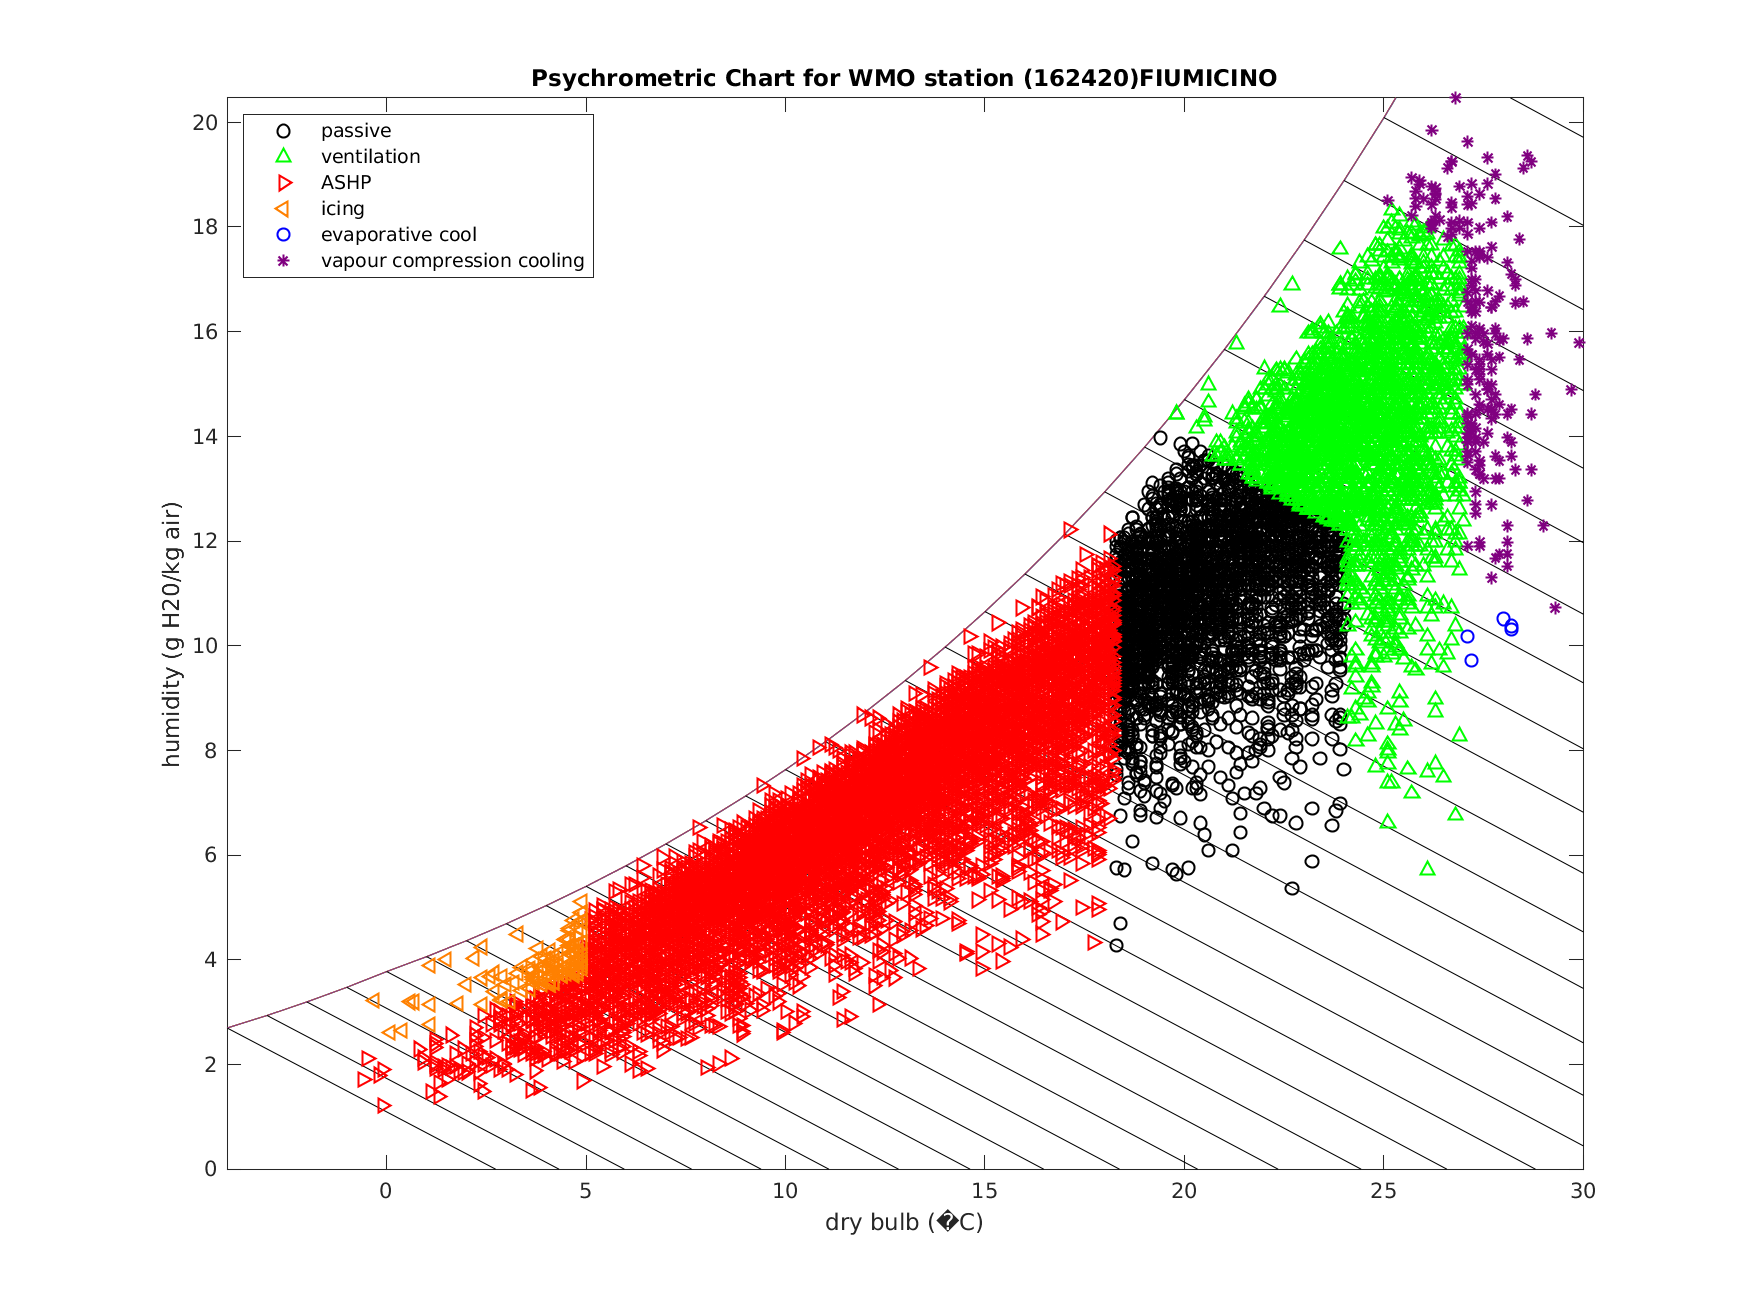 Psychrometric Chart for WMO station (162420)FIUMICINO
passive
ventilation
ASHP
icing
evaporative cool
vapour compression cooling
humidity (g H20/kg air)
20
18
16
14
12
10
8
6
4
2
0
0 5 10 15 20 25 30
dry bulb (�C)